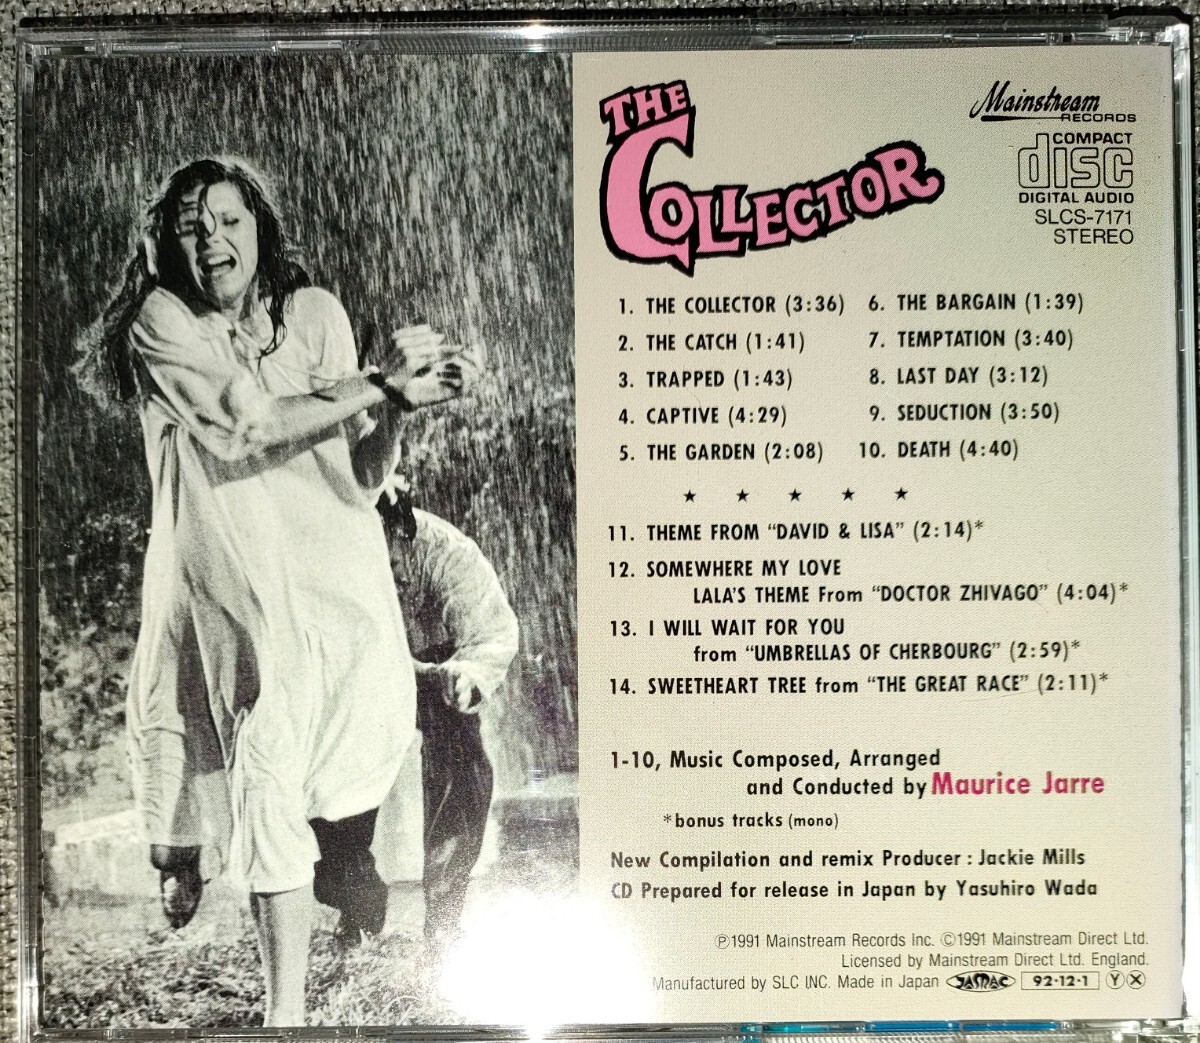 THE
COLLECTOR
Mainstream
RECORDS
COMPACT
disc
DIGITAL AUDIO
SLCS-7171
STEREO
1. THE COLLECTOR (3:36)
2. THE CATCH (1:41)
3. TRAPPED (1:43)
4. CAPTIVE (4:29)
5. THE GARDEN (2:08)
6. THE BARGAIN (1:39)
7. TEMPTATION (3:40)
8. LAST DAY (3:12)
9. SEDUCTION (3:50)
10. DEATH (4:40)
★ ★ ★ ★ ★
11. THEME FROM “DAVID & LISA” (2:14)*
12. SOMEWHERE MY LOVE
LALA'S THEME From “DOCTOR ZHIVAGO” (4:04)*
13. I WILL WAIT FOR YOU
from “UMBRELLAS OF CHERBOURG” (2:59)*
14. SWEETHEART TREE from “THE GREAT RACE” (2:11)*
1-10, Music Composed, Arranged
and Conducted by Maurice Jarre
*bonus tracks (mono)
New Compilation and remix Producer : Jackie Mills
CD Prepared for release in Japan by Yasuhiro Wada
Ⓟ1991 Mainstream Records Inc. ©1991 Mainstream Direct Ltd.
Licensed by Mainstream Direct Ltd. England.
Manufactured by SLC INC. Made in Japan JASRAC 92·12·1 Ⓨ Ⓧ